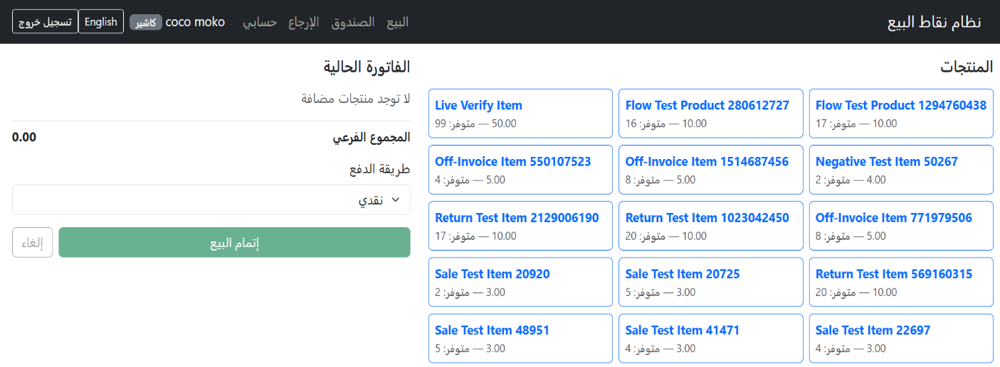 نظام نقاط البيع
البيع الصندوق الإرجاع حسابي
coco moko كاشير
English
تسجيل خروج
المنتجات
Flow Test Product 1294760438
10.00 — متوفر: 17
Flow Test Product 280612727
10.00 — متوفر: 16
Live Verify Item
50.00 — متوفر: 99
Negative Test Item 50267
4.00 — متوفر: 2
Off-Invoice Item 1514687456
5.00 — متوفر: 8
Off-Invoice Item 550107523
5.00 — متوفر: 4
Off-Invoice Item 771979506
5.00 — متوفر: 8
Return Test Item 1023042450
10.00 — متوفر: 20
Return Test Item 2129006190
10.00 — متوفر: 17
Return Test Item 569160315
10.00 — متوفر: 20
Sale Test Item 20725
3.00 — متوفر: 5
Sale Test Item 20920
3.00 — متوفر: 2
Sale Test Item 22697
3.00 — متوفر: 4
Sale Test Item 41471
3.00 — متوفر: 4
Sale Test Item 48951
3.00 — متوفر: 5
الفاتورة الحالية
لا توجد منتجات مضافة
المجموع الفرعي 0.00
طريقة الدفع
نقدي
إتمام البيع
إلغاء